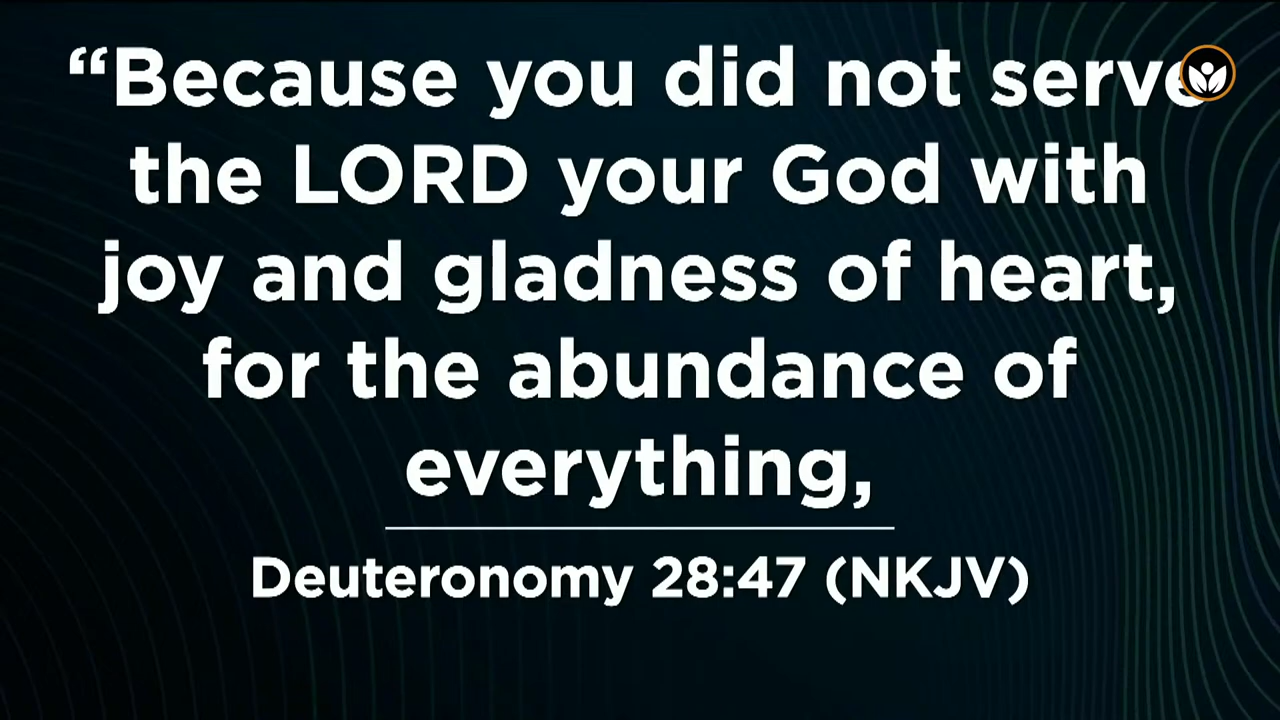 “Because you did not serve
the LORD your God with
joy and gladness of heart,
for the abundance of
everything,
Deuteronomy 28:47 (NKJV)